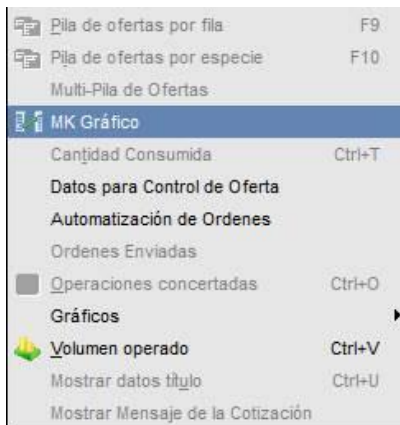 Pila de ofertas por fila F9
Pila de ofertas por especie F10
Multi-Pila de Ofertas
MK Gráfico
Cantidad Consumida Ctrl+T
Datos para Control de Oferta
Automatización de Ordenes
Ordenes Enviadas
Operaciones concertadas Ctrl+O
Gráficos
Volumen operado Ctrl+V
Mostrar datos título Ctrl+U
Mostrar Mensaje de la Cotización